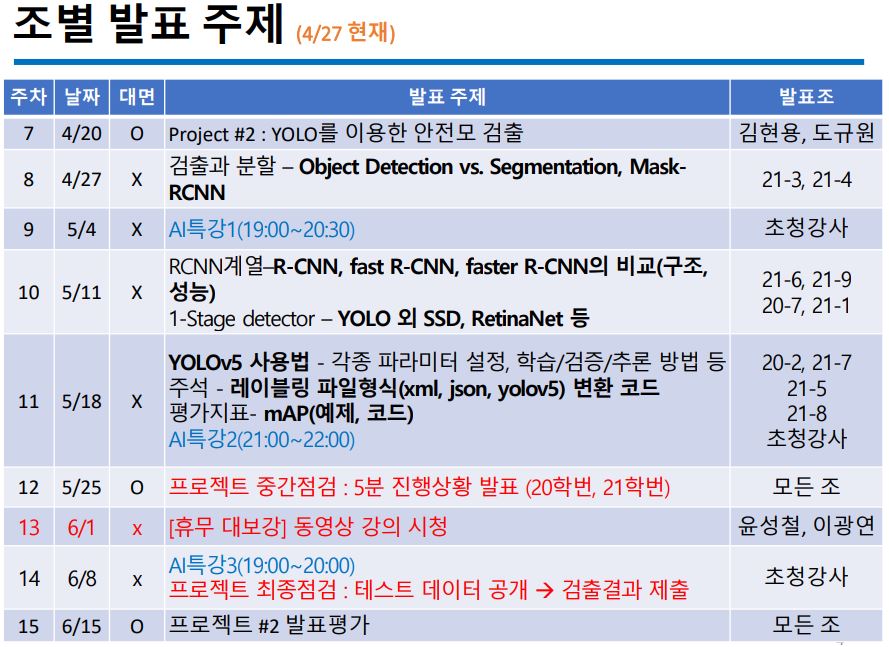 조별 발표 주제 (4/27 현재)
주차 날짜 대면 발표 주제 발표조
7 4/20 O Project #2 : YOLO를 이용한 안전모 검출 김현용, 도규원
8 4/27 X 검출과 분할 – Object Detection vs. Segmentation, Mask-
RCNN 21-3, 21-4
9 5/4 X AI특강1(19:00~20:30) 초청강사
10 5/11 X RCNN계열–R-CNN, fast R-CNN, faster R-CNN의 비교(구조,
성능) 21-6, 21-9
1-Stage detector – YOLO 외 SSD, RetinaNet 등 20-7, 21-1
11 5/18 X YOLOv5 사용법 - 각종 파라미터 설정, 학습/검증/추론 방법 등 20-2, 21-7
주석 - 레이블링 파일형식(xml, json, yolov5) 변환 코드 21-5
평가지표- mAP(예제, 코드) 21-8
AI특강2(21:00~22:00) 초청강사
12 5/25 O 프로젝트 중간점검 : 5분 진행상황 발표 (20학번, 21학번) 모든 조
13 6/1 x [휴무 대보강] 동영상 강의 시청 윤성철, 이광연
14 6/8 x AI특강3(19:00~20:00) 초청강사
프로젝트 최종점검 : 테스트 데이터 공개 → 검출결과 제출
15 6/15 O 프로젝트 #2 발표평가 모든 조